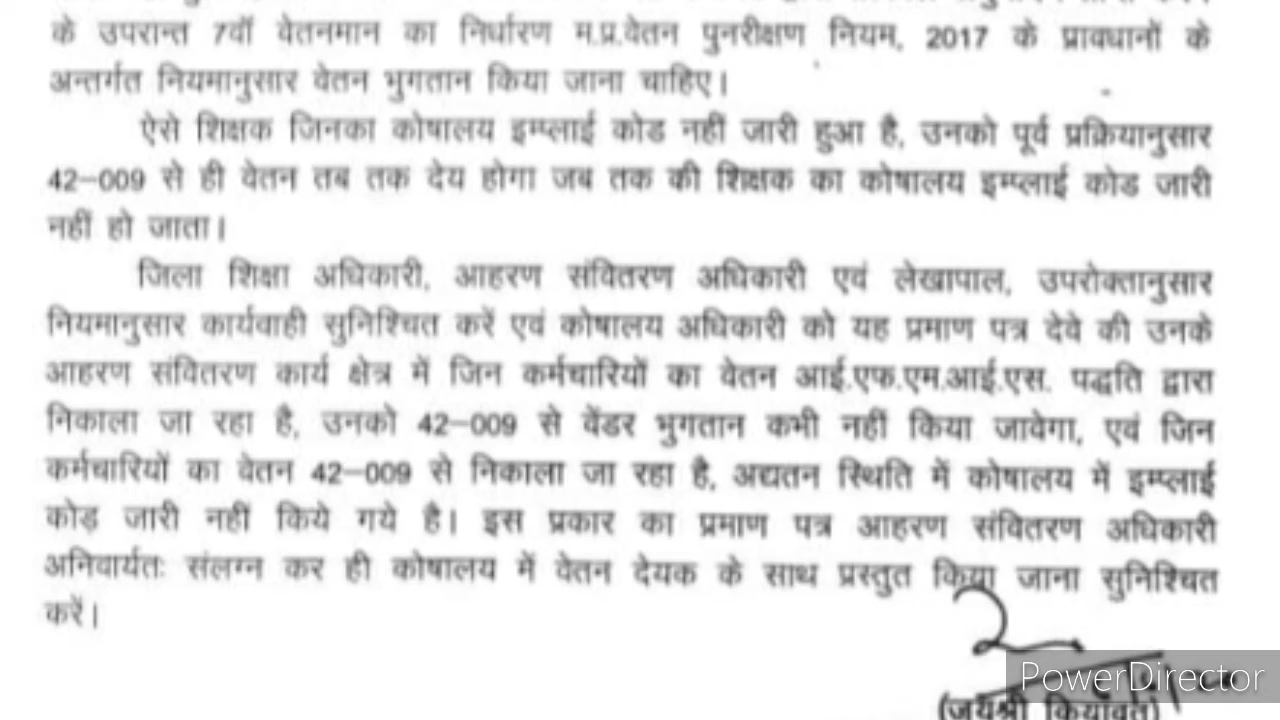 के उपरान्त 7वॉ वेतनमान का निर्धारण म.प्र.वेतन पुनरीक्षण नियम, 2017 के प्रावधानों के
अन्तर्गत नियमानुसार वेतन भुगतान किया जाना चाहिए।
ऐसे शिक्षक जिनका कोषालय इम्प्लाई कोड नहीं जारी हुआ है, उनको पूर्व प्रक्रियानुसार
42–009 से ही वेतन तब तक देय होगा जब तक की शिक्षक का कोषालय इम्प्लाई कोड जारी
नहीं हो जाता।
जिला शिक्षा अधिकारी, आहरण संवितरण अधिकारी एवं लेखापाल, उपरोक्तानुसार
नियमानुसार कार्यवाही सुनिश्चित करें एवं कोषालय अधिकारी को यह प्रमाण पत्र देवे की उनके
आहरण संवितरण कार्य क्षेत्र में जिन कर्मचारियों का वेतन आई.एफ.एम.आई.एस. पद्धति द्वारा
निकाला जा रहा है, उनको 42–009 से वेंडर भुगतान कभी नहीं किया जावेगा, एवं जिन
कर्मचारियों का वेतन 42–009 से निकाला जा रहा है, अद्यतन स्थिति में कोषालय में इम्प्लाई
कोड़ जारी नहीं किये गये है। इस प्रकार का प्रमाण पत्र आहरण संवितरण अधिकारी
अनिवार्यतः संलग्न कर ही कोषालय में वेतन देयक के साथ प्रस्तुत किया जाना सुनिश्चित
करें।
PowerDirector
(जयश्री कियावत)